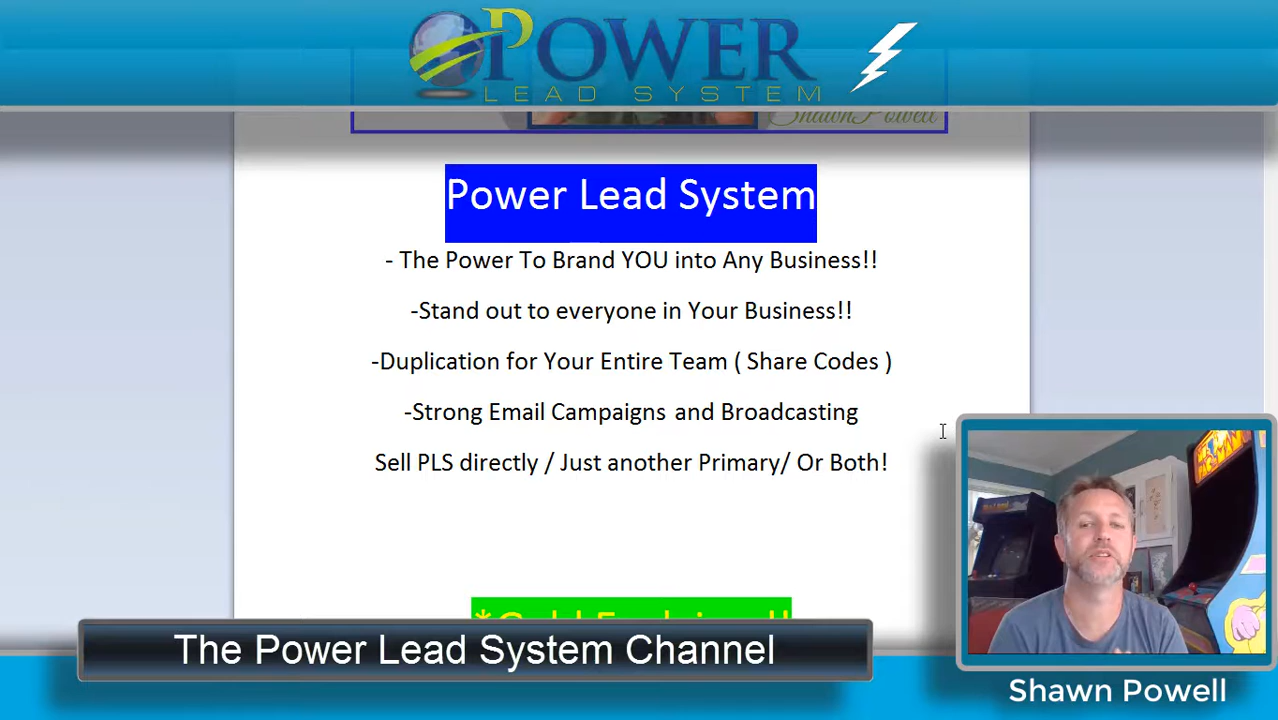 POWER
LEAD SYSTEM
ShawnPowell
Power Lead System
- The Power To Brand YOU into Any Business!!
-Stand out to everyone in Your Business!!
-Duplication for Your Entire Team ( Share Codes )
-Strong Email Campaigns and Broadcasting
Sell PLS directly / Just another Primary/ Or Both!
The Power Lead System Channel
Shawn Powell